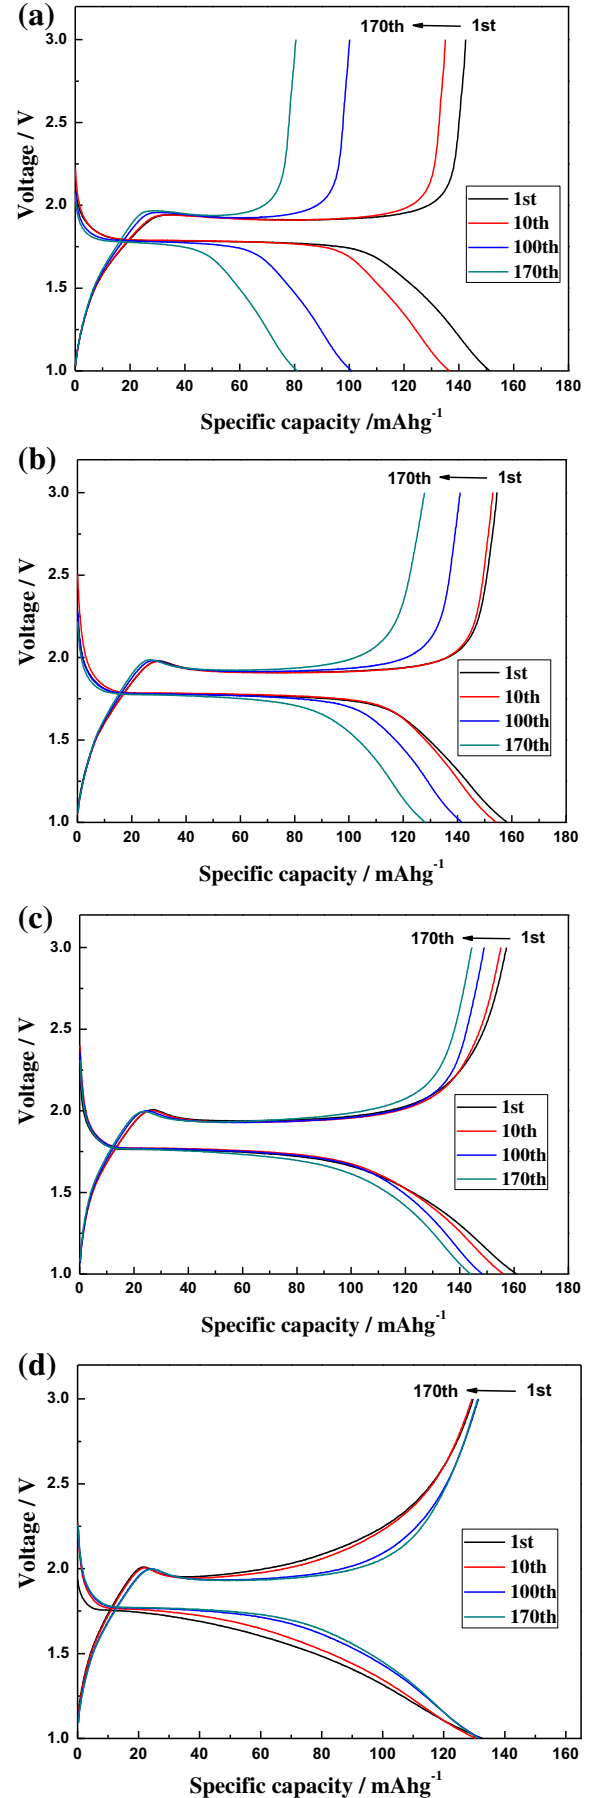 (a)
170th 1st
3.0
2.5
2.0
1.5
1.0
Voltage / V
1st
10th
100th
170th
0 20 40 60 80 100 120 140 160 180
Specific capacity /mAhg-1
(b)
170th 1st
3.0
2.5
2.0
1.5
1.0
Voltage / V
1st
10th
100th
170th
0 20 40 60 80 100 120 140 160 180
Specific capacity / mAhg-1
(c)
170th 1st
3.0
2.5
2.0
1.5
1.0
Voltage / V
1st
10th
100th
170th
0 20 40 60 80 100 120 140 160 180
Specific capacity / mAhg-1
(d)
170th 1st
3.0
2.5
2.0
1.5
1.0
Voltage / V
1st
10th
100th
170th
0 20 40 60 80 100 120 140 160
Specific capacity / mAhg-1